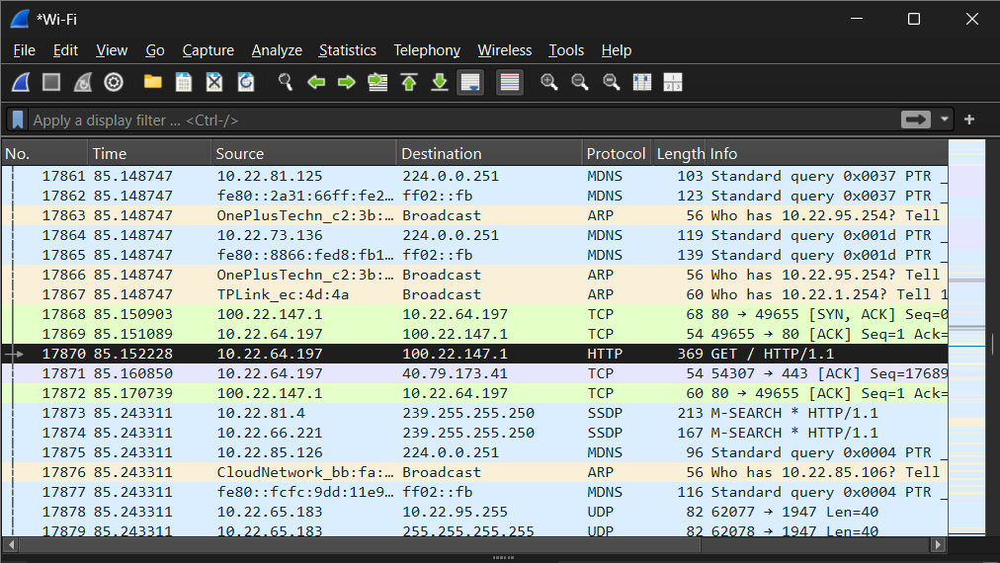 *Wi-Fi
File Edit View Go Capture Analyze Statistics Telephony Wireless Tools Help
Apply a display filter … <Ctrl-/>
No. Time Source Destination Protocol Length Info
17861 85.148747 10.22.81.125 224.0.0.251 MDNS 103 Standard query 0x0037 PTR _
17862 85.148747 fe80::2a31:66ff:fe2… ff02::fb MDNS 123 Standard query 0x0037 PTR _
17863 85.148747 OnePlusTechn_c2:3b:… Broadcast ARP 56 Who has 10.22.95.254? Tell
17864 85.148747 10.22.73.136 224.0.0.251 MDNS 119 Standard query 0x001d PTR _
17865 85.148747 fe80::8866:fed8:fb1… ff02::fb MDNS 139 Standard query 0x001d PTR _
17866 85.148747 OnePlusTechn_c2:3b:… Broadcast ARP 56 Who has 10.22.95.254? Tell
17867 85.148747 TPLink_ec:4d:4a Broadcast ARP 60 Who has 10.22.1.254? Tell 1
17868 85.150903 100.22.147.1 10.22.64.197 TCP 68 80 → 49655 [SYN, ACK] Seq=0
17869 85.151089 10.22.64.197 100.22.147.1 TCP 54 49655 → 80 [ACK] Seq=1 Ack=
17870 85.152228 10.22.64.197 100.22.147.1 HTTP 369 GET / HTTP/1.1
17871 85.160850 10.22.64.197 40.79.173.41 TCP 54 54307 → 443 [ACK] Seq=17689
17872 85.170739 100.22.147.1 10.22.64.197 TCP 60 80 → 49655 [ACK] Seq=1 Ack=
17873 85.243311 10.22.81.4 239.255.255.250 SSDP 213 M-SEARCH * HTTP/1.1
17874 85.243311 10.22.66.221 239.255.255.250 SSDP 167 M-SEARCH * HTTP/1.1
17875 85.243311 10.22.85.126 224.0.0.251 MDNS 96 Standard query 0x0004 PTR _
17876 85.243311 CloudNetwork_bb:fa:… Broadcast ARP 56 Who has 10.22.85.106? Tell
17877 85.243311 fe80::fcfc:9dd:11e9… ff02::fb MDNS 116 Standard query 0x0004 PTR _
17878 85.243311 10.22.65.183 10.22.95.255 UDP 82 62077 → 1947 Len=40
17879 85.243311 10.22.65.183 255.255.255.255 UDP 82 62078 → 1947 Len=40